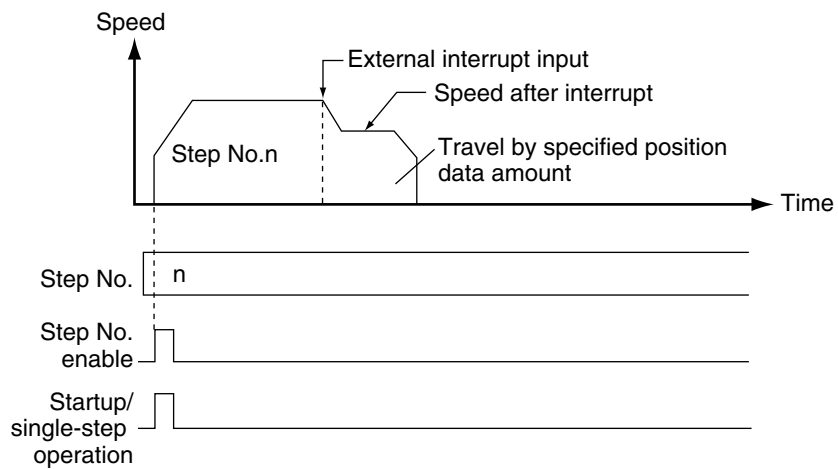 Speed
External interrupt input
Speed after interrupt
Step No.n
Travel by specified position
data amount
Time
Step No.
n
Step No.
enable
Startup/
single-step
operation